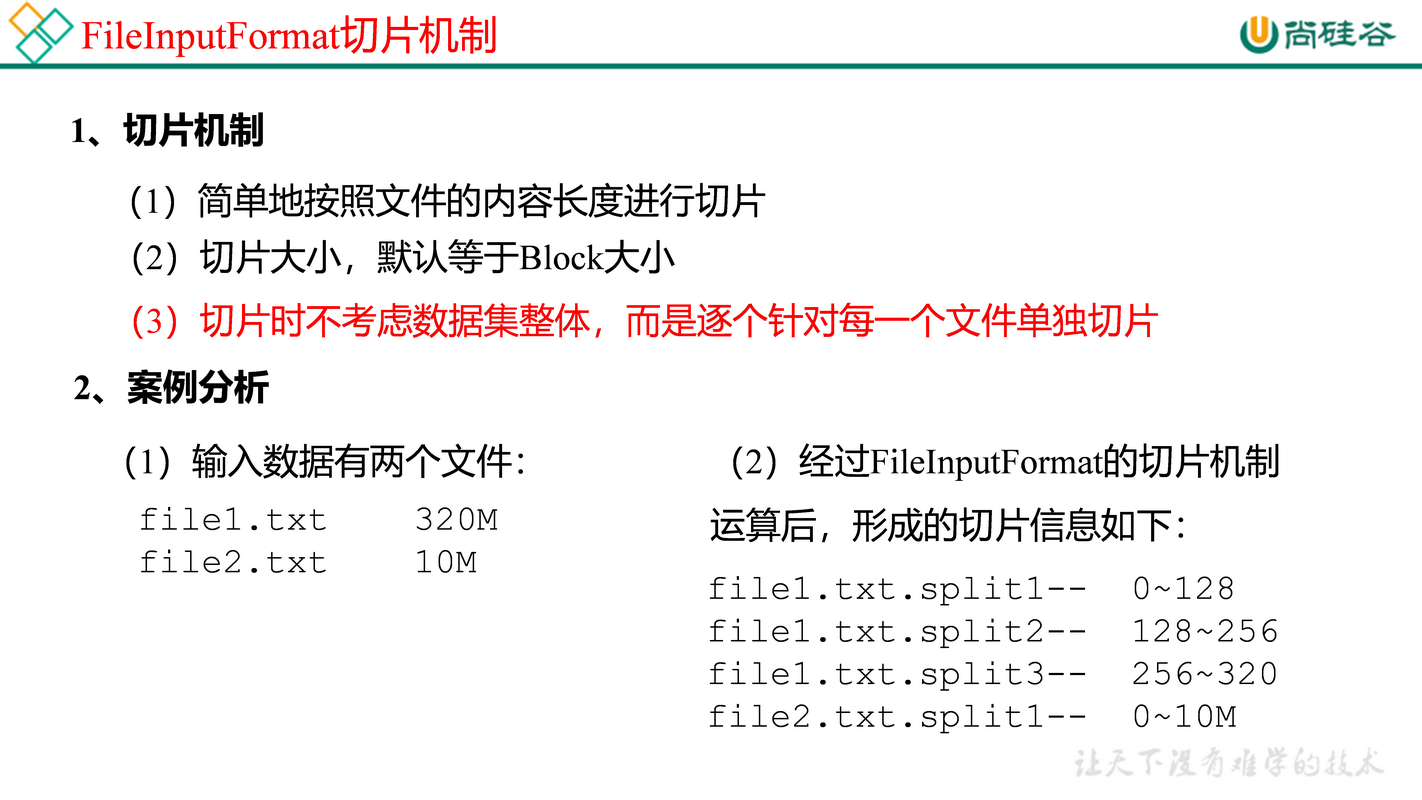 FileInputFormat切片机制
尚硅谷
1、切片机制
（1）简单地按照文件的内容长度进行切片
（2）切片大小，默认等于Block大小
（3）切片时不考虑数据集整体，而是逐个针对每一个文件单独切片
2、案例分析
（1）输入数据有两个文件：
file1.txt 320M
file2.txt 10M
（2）经过FileInputFormat的切片机制
运算后，形成的切片信息如下：
file1.txt.split1-- 0~128
file1.txt.split2-- 128~256
file1.txt.split3-- 256~320
file2.txt.split1-- 0~10M
让天下没有难学的技术